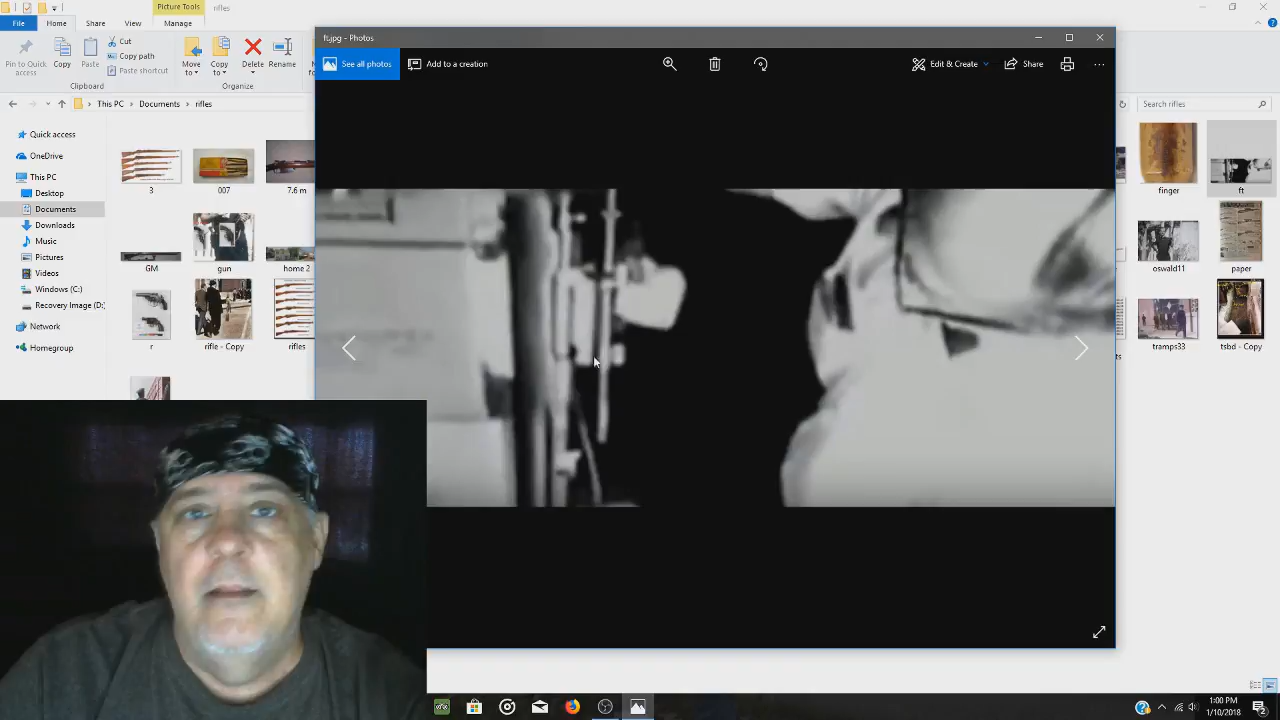 Picture Tools
rifles
File
Home
Share
View
Manage
Pin to Quick
access
Copy
Paste
Cut
Copy path
Paste shortcut
Move
to
Copy
to
Delete
Rename
This PC
Documents
rifles
Search rifles
Quick access
OneDrive
This PC
Desktop
Documents
Downloads
Music
Pictures
Videos
Windows (C:)
Recovery Image (D:
Network
Homegroup
3
007
7.6 m
GM
gun
home 2
r
rifle - Copy
rifles
ft.jpg - Photos
See all photos
Add to a creation
Edit & Create
Share
finger
ft
oswald11
paper
tramps33
tsbd - Copy
1:00 PM
1/10/2018
2